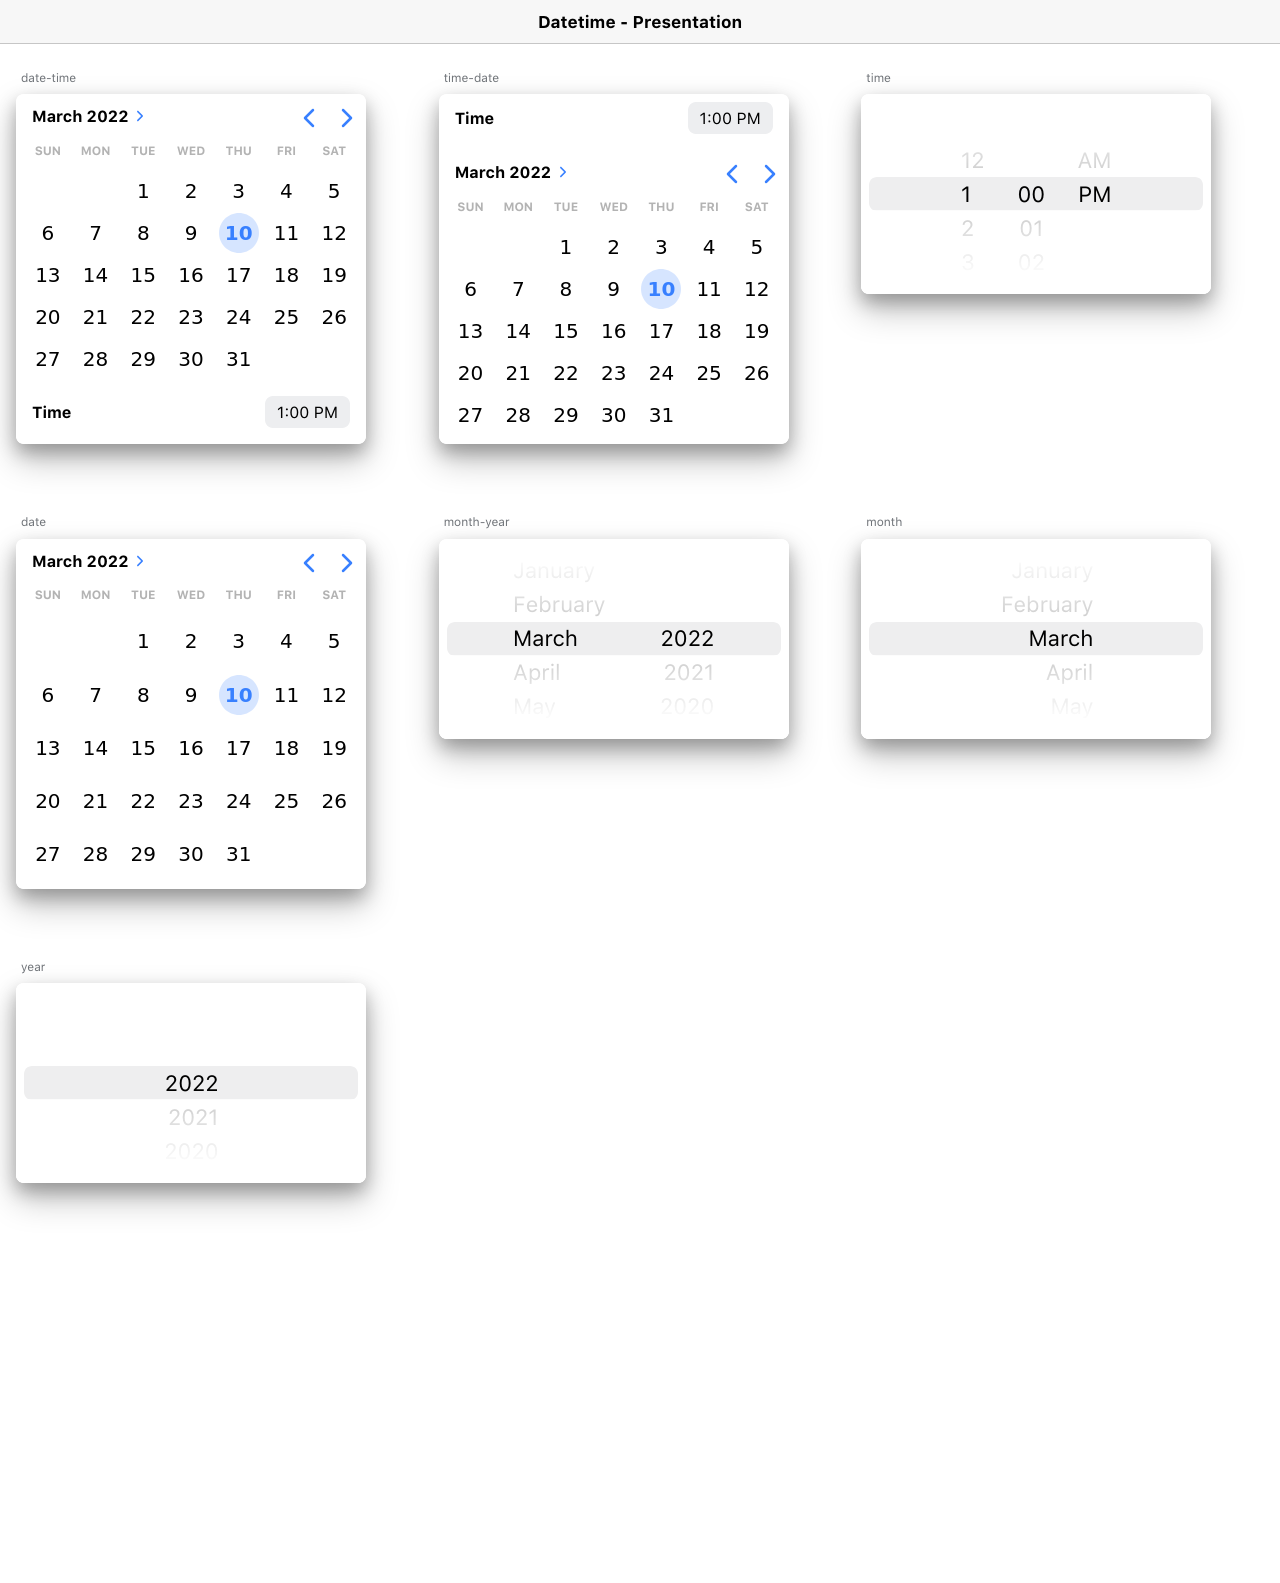 Datetime - Presentation
date-time
March 2022
SUN MON TUE WED THU FRI SAT
1 2 3 4 5
6 7 8 9 10 11 12
13 14 15 16 17 18 19
20 21 22 23 24 25 26
27 28 29 30 31
Time 1:00 PM
time-date
Time 1:00 PM
March 2022
SUN MON TUE WED THU FRI SAT
1 2 3 4 5
6 7 8 9 10 11 12
13 14 15 16 17 18 19
20 21 22 23 24 25 26
27 28 29 30 31
time
12 AM
1 00 PM
2 01
3 02
date
March 2022
SUN MON TUE WED THU FRI SAT
1 2 3 4 5
6 7 8 9 10 11 12
13 14 15 16 17 18 19
20 21 22 23 24 25 26
27 28 29 30 31
month-year
January
February
March 2022
April 2021
May 2020
month
January
February
March
April
May
year
2022
2021
2020